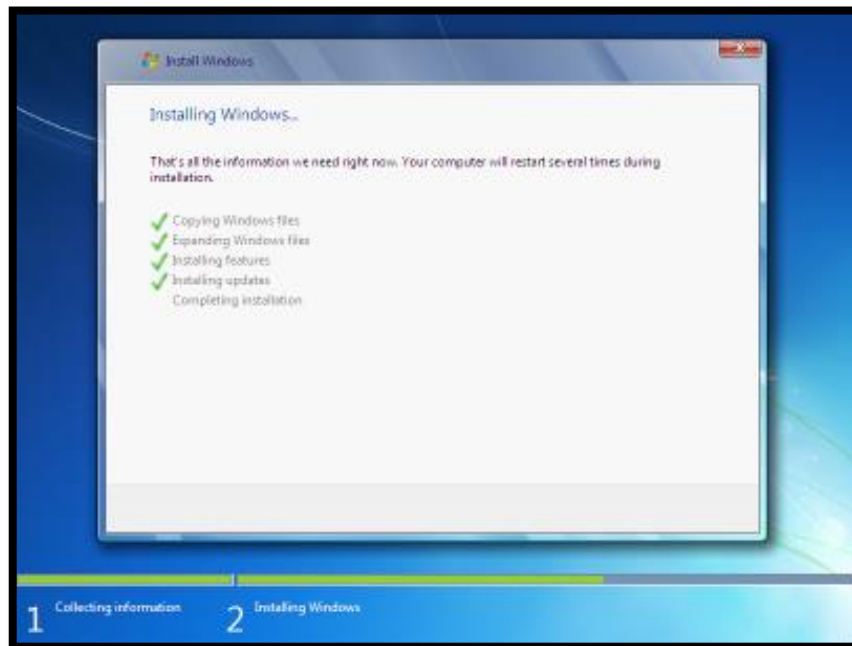 Install Windows
Installing Windows...
That's all the information we need right now. Your computer will restart several times during
installation.
Copying Windows files
Expanding Windows files
Installing features
Installing updates
Completing installation
1 Collecting information
2 Installing Windows